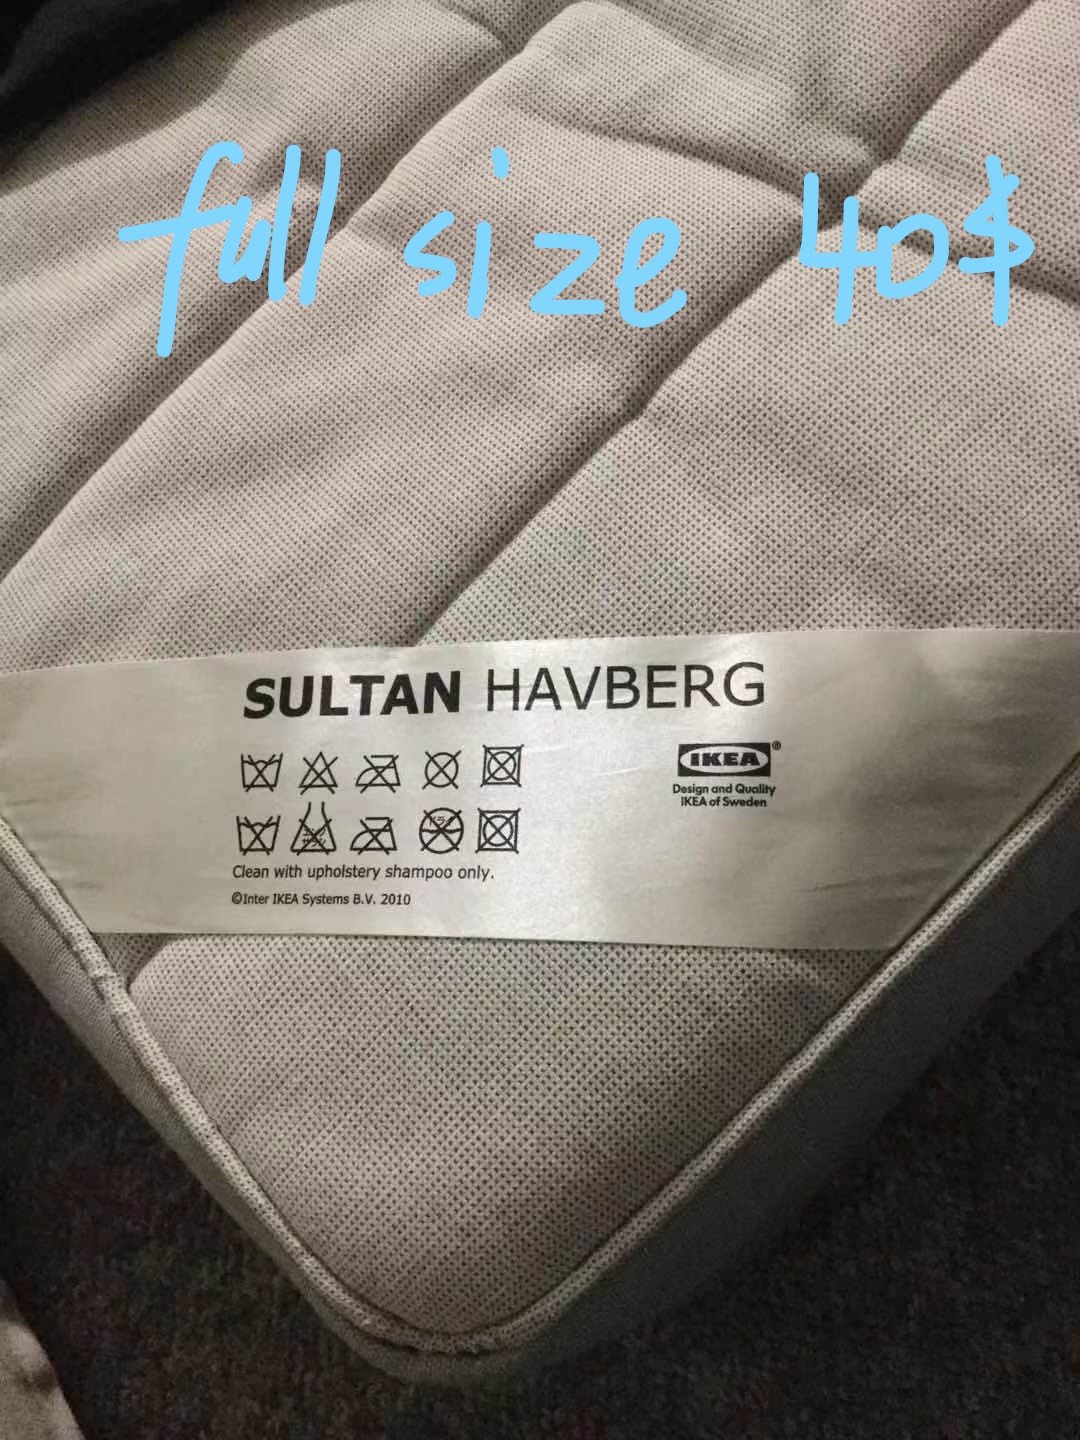 full size 40$
SULTAN HAVBERG
IKEA®
Design and Quality
IKEA of Sweden
Clean with upholstery shampoo only.
©Inter IKEA Systems B.V. 2010